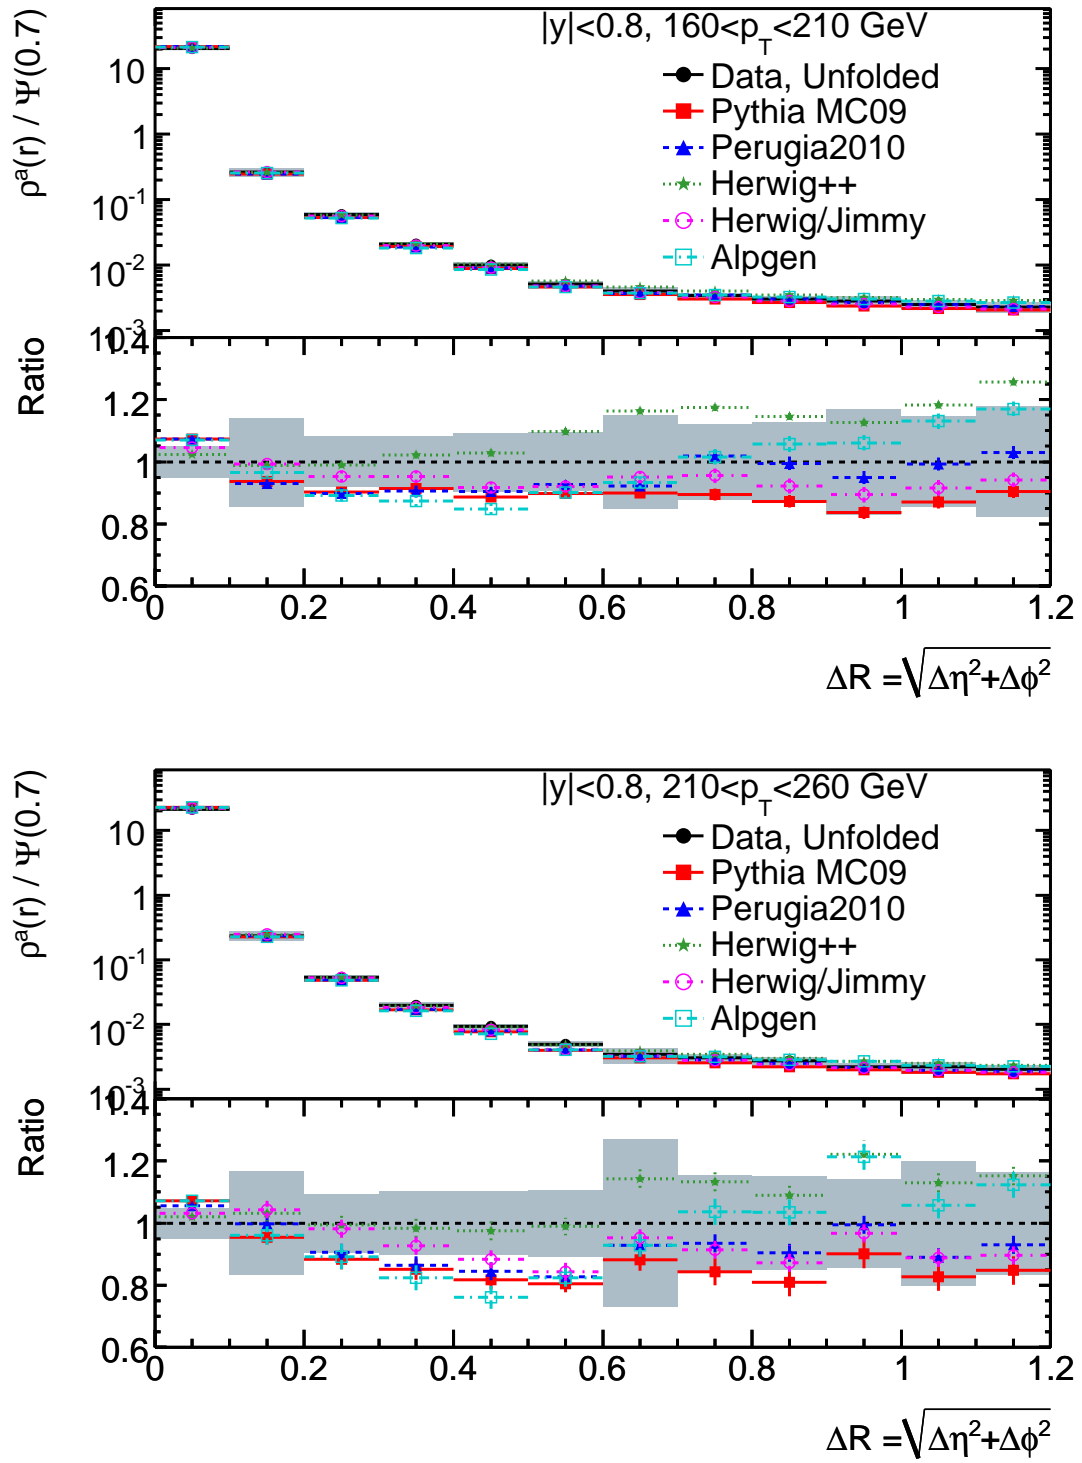 |y|<0.8, 160<p_T<210 GeV
ρ^a(r) / Ψ(0.7)
10
1
10^-1
10^-2
10^-3
Data, Unfolded
Pythia MC09
Perugia2010
Herwig++
Herwig/Jimmy
Alpgen
Ratio
1.4
1.2
1
0.8
0.6
0 0.2 0.4 0.6 0.8 1 1.2
ΔR = √Δη²+Δϕ²
|y|<0.8, 210<p_T<260 GeV
ρ^a(r) / Ψ(0.7)
10
1
10^-1
10^-2
10^-3
Data, Unfolded
Pythia MC09
Perugia2010
Herwig++
Herwig/Jimmy
Alpgen
Ratio
1.4
1.2
1
0.8
0.6
0 0.2 0.4 0.6 0.8 1 1.2
ΔR = √Δη²+Δϕ²